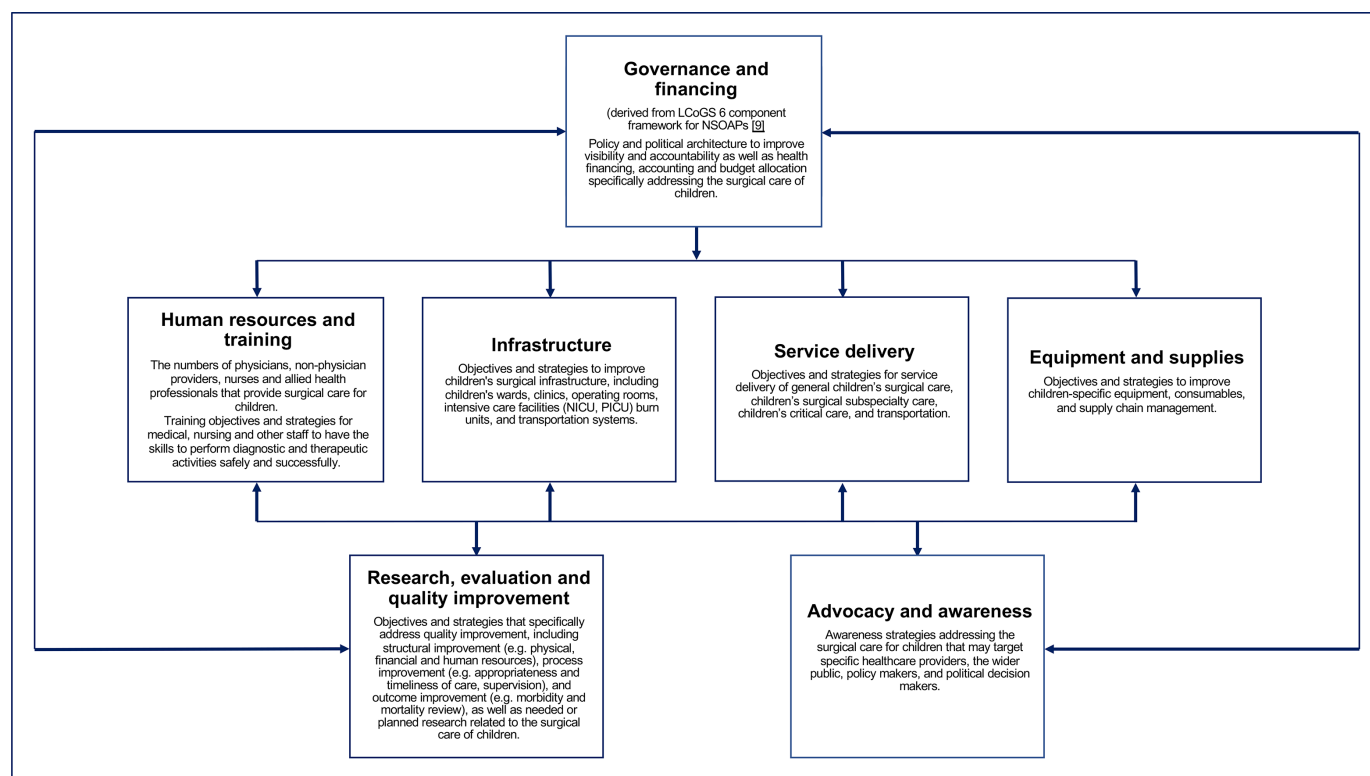 Governance and
financing
(derived from LCoGS 6 component
framework for NSOAPs [9]
Policy and political architecture to improve
visibility and accountability as well as health
financing, accounting and budget allocation
specifically addressing the surgical care of
children.
Human resources and
training
The numbers of physicians, non-physician
providers, nurses and allied health
professionals that provide surgical care for
children.
Training objectives and strategies for
medical, nursing and other staff to have the
skills to perform diagnostic and therapeutic
activities safely and successfully.
Infrastructure
Objectives and strategies to improve
children's surgical infrastructure, including
children's wards, clinics, operating rooms,
intensive care facilities (NICU, PICU) burn
units, and transportation systems.
Service delivery
Objectives and strategies for service
delivery of general children’s surgical care,
children’s surgical subspecialty care,
children’s critical care, and transportation.
Equipment and supplies
Objectives and strategies to improve
children-specific equipment, consumables,
and supply chain management.
Research, evaluation and
quality improvement
Objectives and strategies that specifically
address quality improvement, including
structural improvement (e.g. physical,
financial and human resources), process
improvement (e.g. appropriateness and
timeliness of care, supervision), and
outcome improvement (e.g. morbidity and
mortality review), as well as needed or
planned research related to the surgical
care of children.
Advocacy and awareness
Awareness strategies addressing the
surgical care for children that may target
specific healthcare providers, the wider
public, policy makers, and political decision
makers.